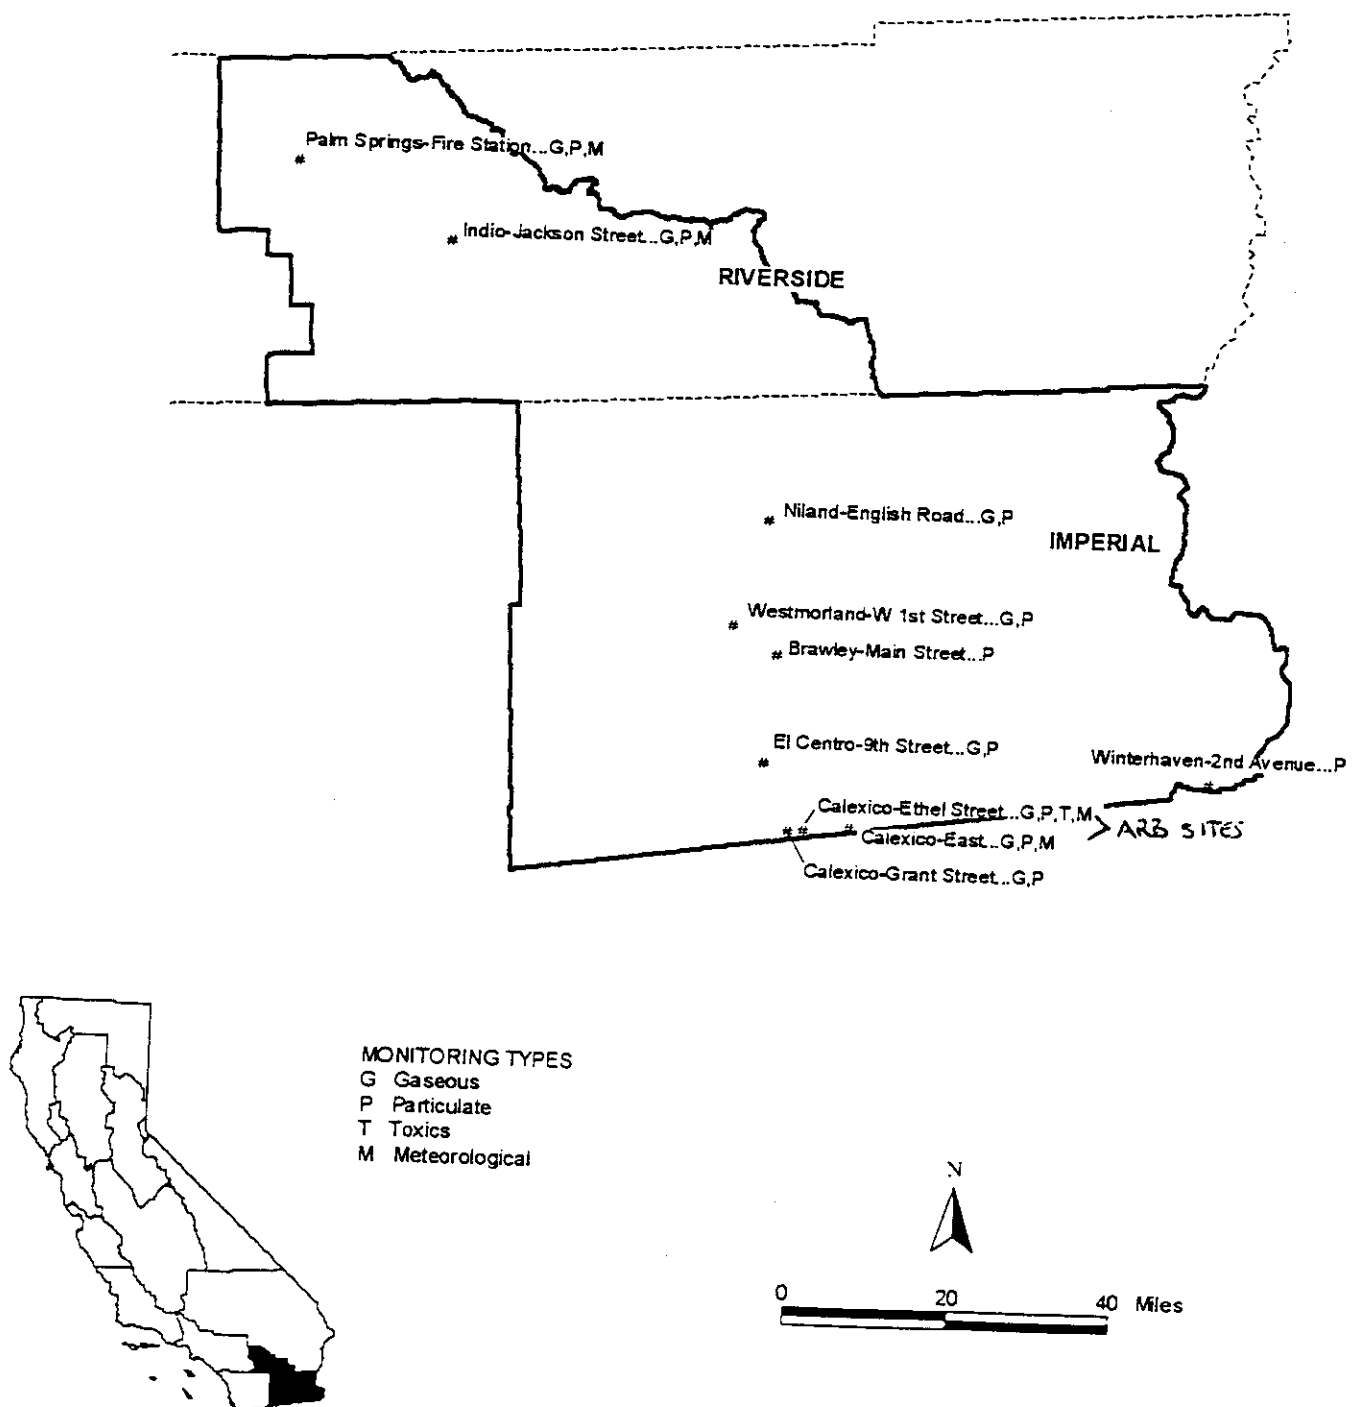 Palm Springs-Fire Station...G,P,M
#
# Indio-Jackson Street...G,P,M
RIVERSIDE
# Niland-English Road...G,P
IMPERIAL
Westmorland-W 1st Street...G,P
#
# Brawley-Main Street...P
El Centro-9th Street...G,P
#
Winterhaven-2nd Avenue...P
#
Calexico-Ethel Street...G,P,T,M
> ARB SITES
# # #
Calexico-East...G,P,M
Calexico-Grant Street...G,P
MONITORING TYPES
G Gaseous
P Particulate
T Toxics
M Meteorological
N
0 20 40 Miles